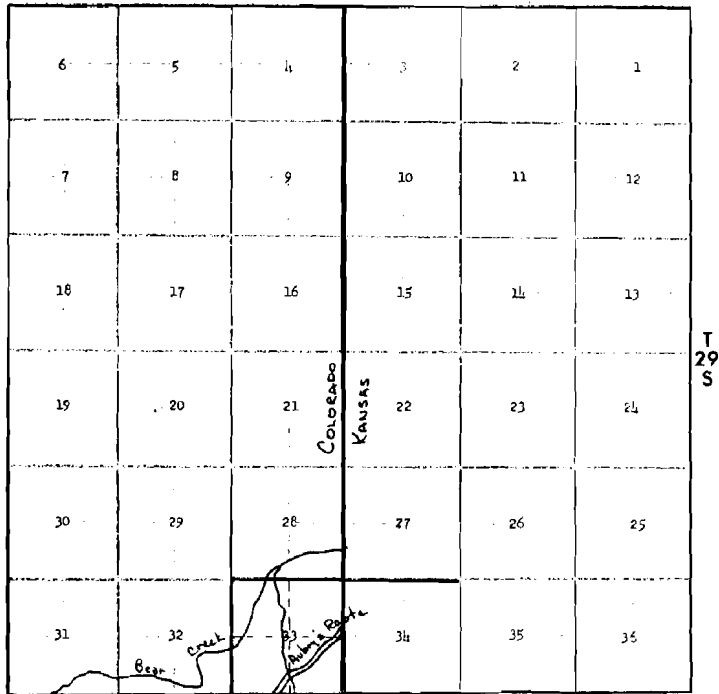 6 5 4 3 2 1
7 8 9 10 11 12
18 17 16 15 14 13
T
29
S
COLORADO
KANSAS
19 20 21 22 23 24
30 29 28 27 26 25
31 32 33 34 35 36
Bear Creek
Aubry's Route